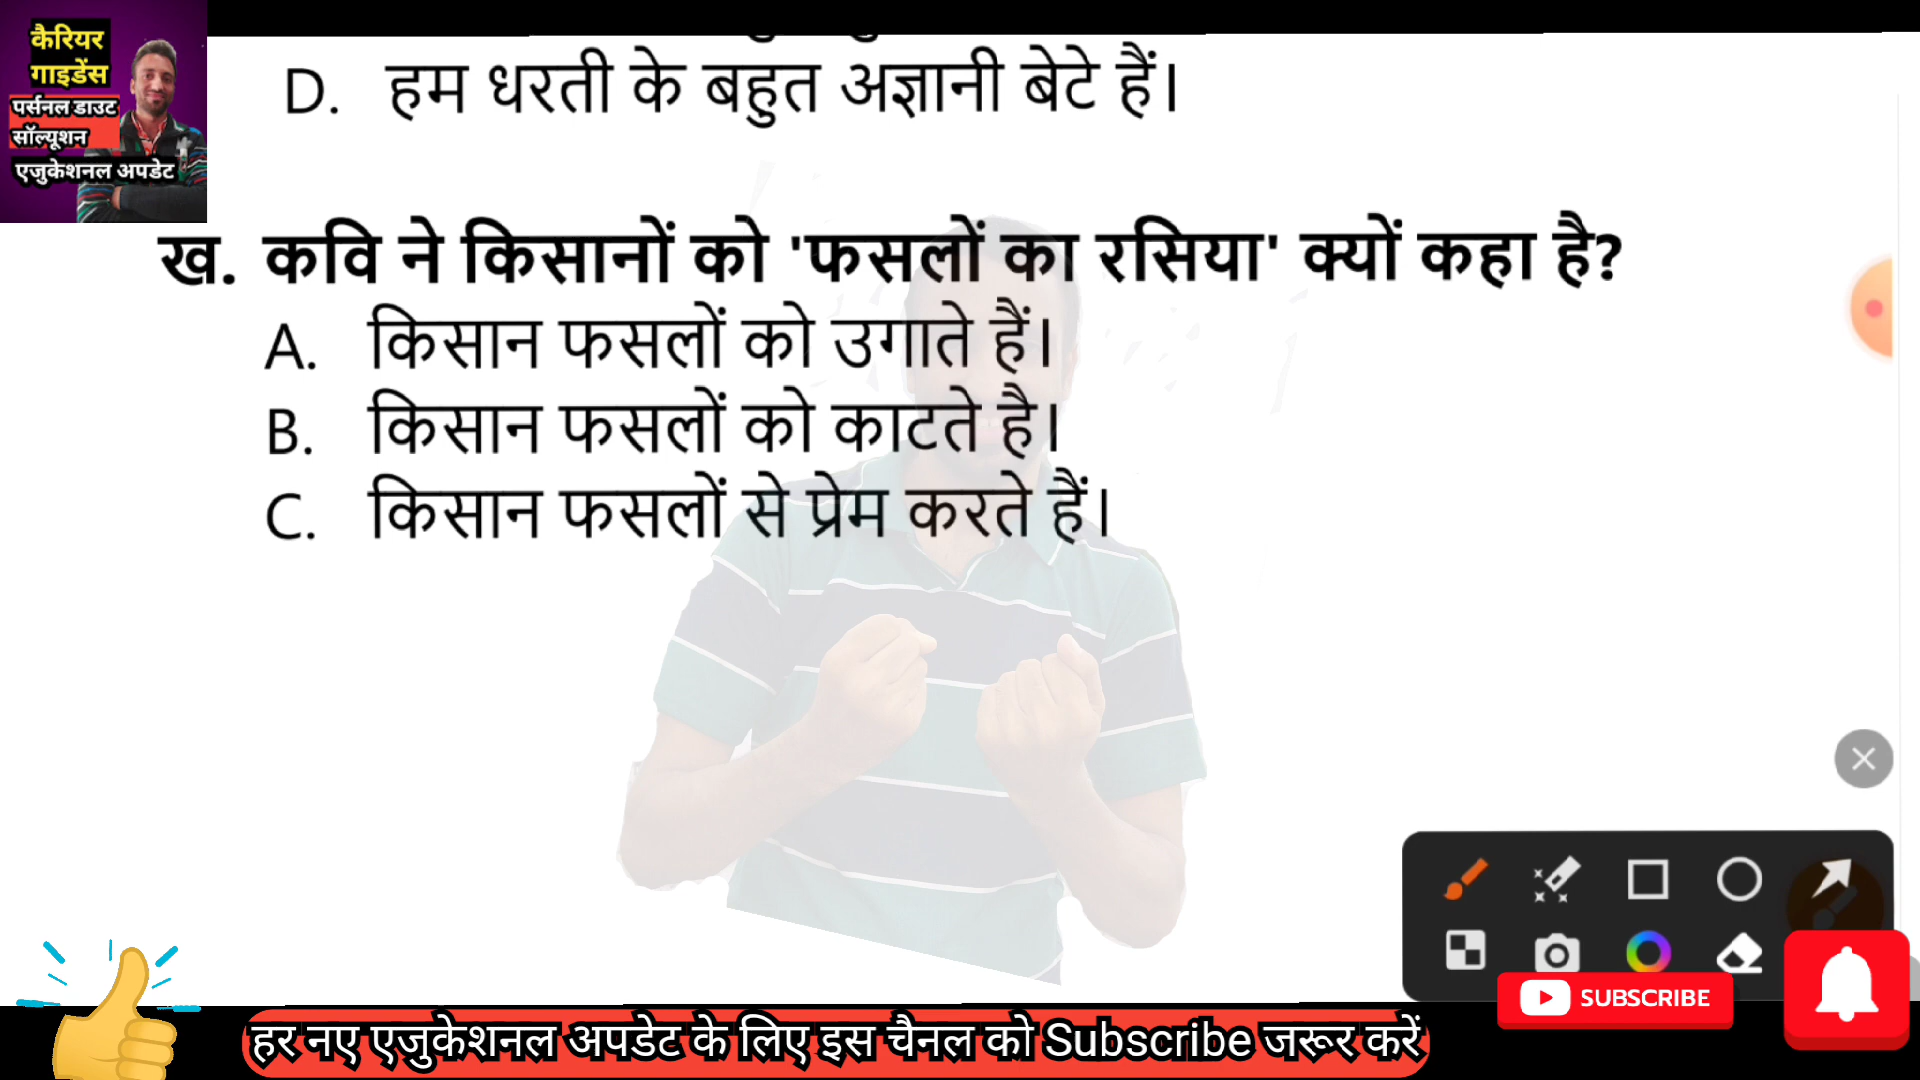 कैरियर
गाइडेंस
पर्सनल डाउट
सॉल्यूशन
एजुकेशनल अपडेट
D. हम धरती के बहुत अज्ञानी बेटे हैं।
ख. कवि ने किसानों को 'फसलों का रसिया' क्यों कहा है?
A. किसान फसलों को उगाते हैं।
B. किसान फसलों को काटते है।
C. किसान फसलों से प्रेम करते हैं।
SUBSCRIBE
हर नए एजुकेशनल अपडेट के लिए इस चैनल को Subscribe जरूर करें